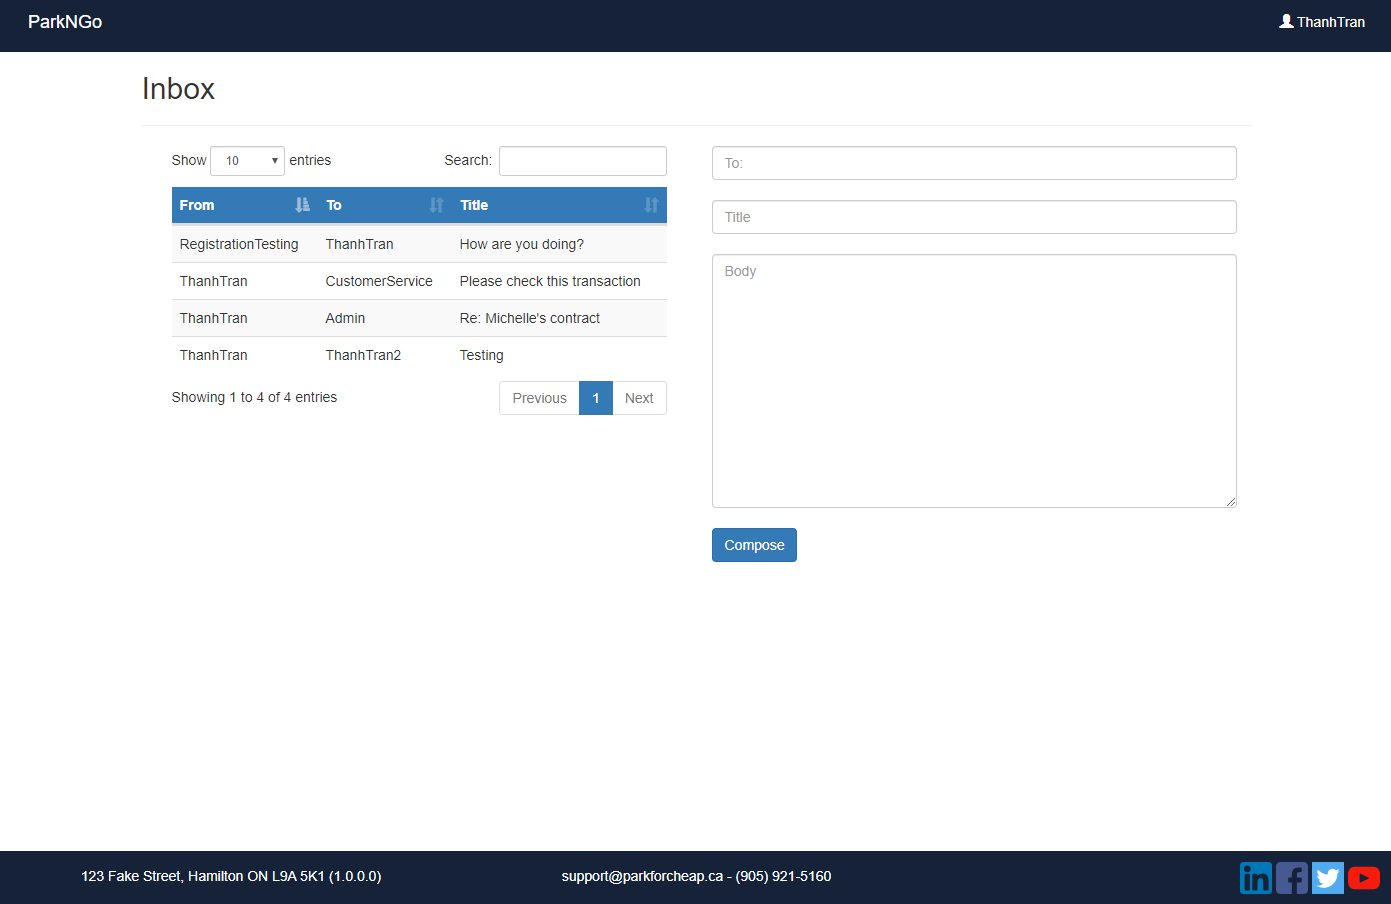 ParkNGo
ThanhTran
Inbox
Show 10 entries Search:
From To Title
RegistrationTesting ThanhTran How are you doing?
ThanhTran CustomerService Please check this transaction
ThanhTran Admin Re: Michelle's contract
ThanhTran ThanhTran2 Testing
Showing 1 to 4 of 4 entries
Previous 1 Next
To:
Title
Body
Compose
123 Fake Street, Hamilton ON L9A 5K1 (1.0.0.0)
support@parkforcheap.ca - (905) 921-5160
in f